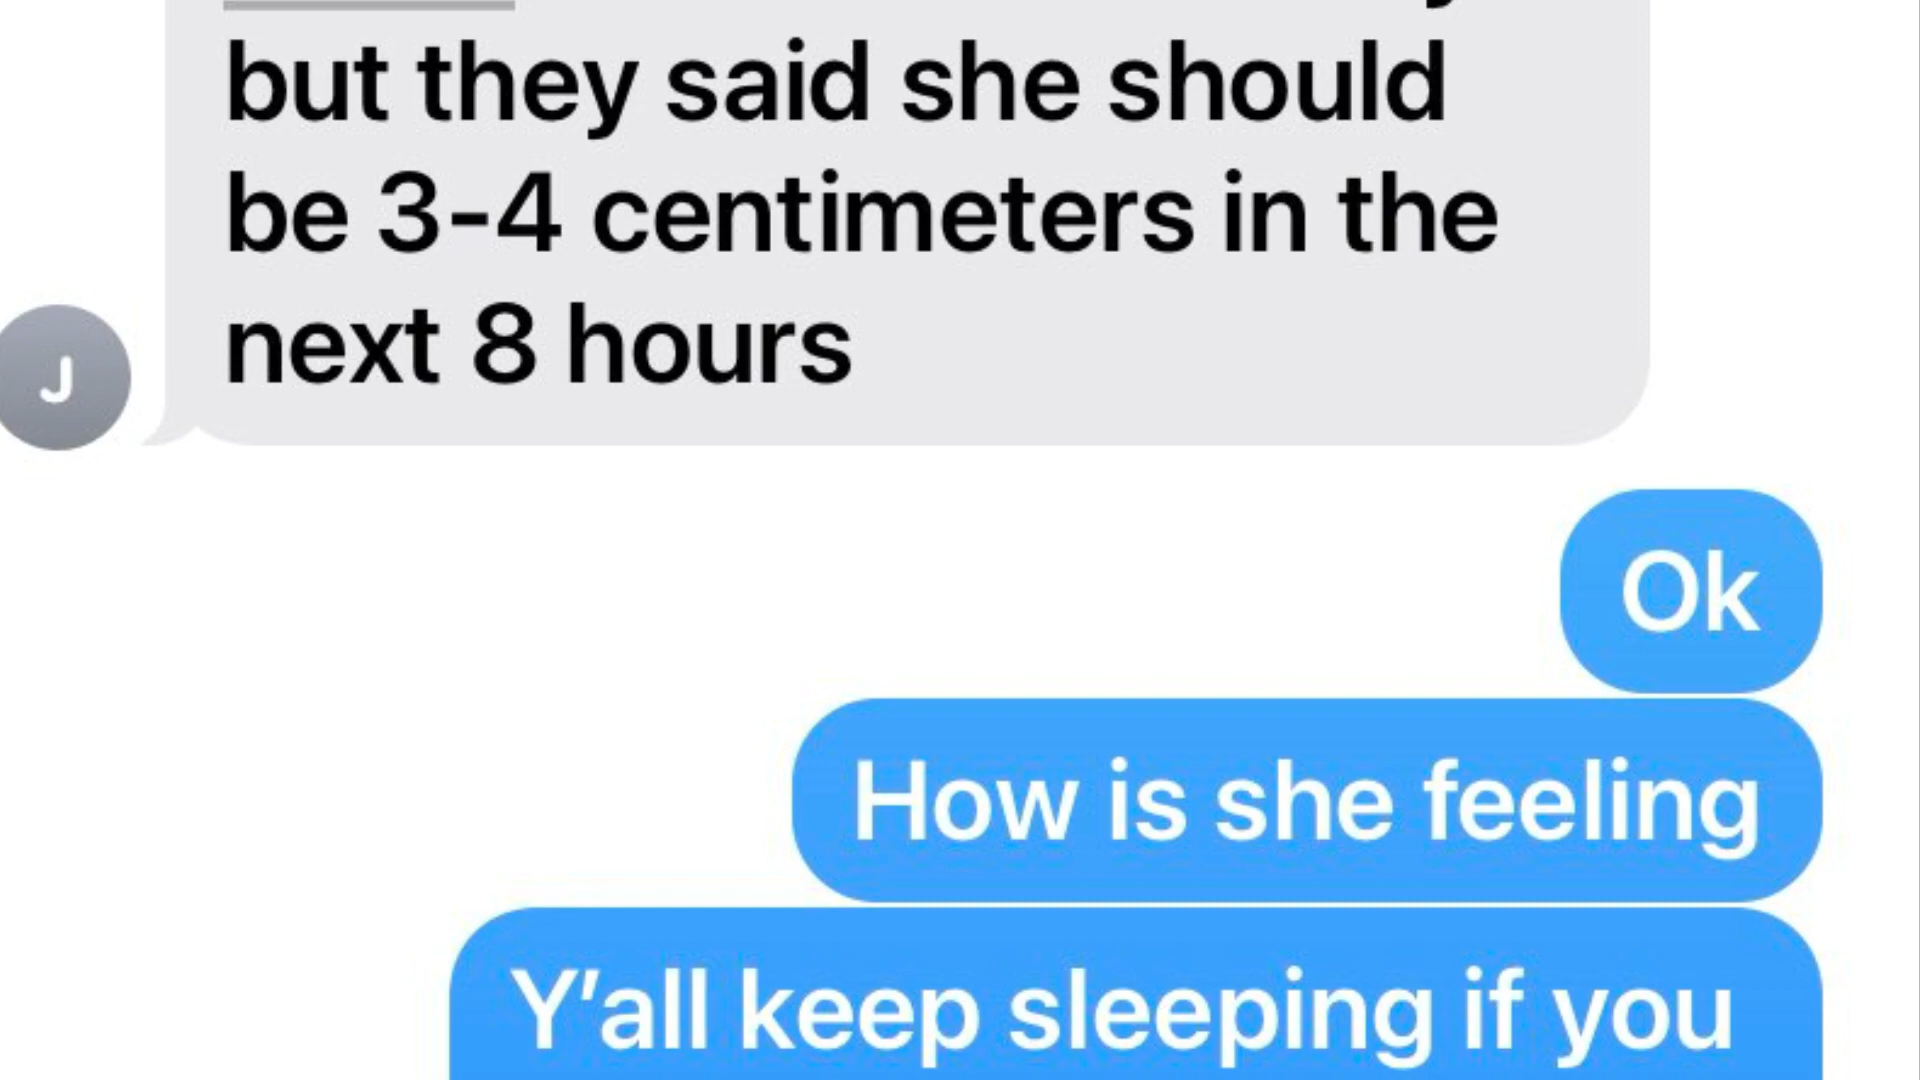 but they said she should
be 3-4 centimeters in the
next 8 hours
J
Ok
How is she feeling
Y'all keep sleeping if you